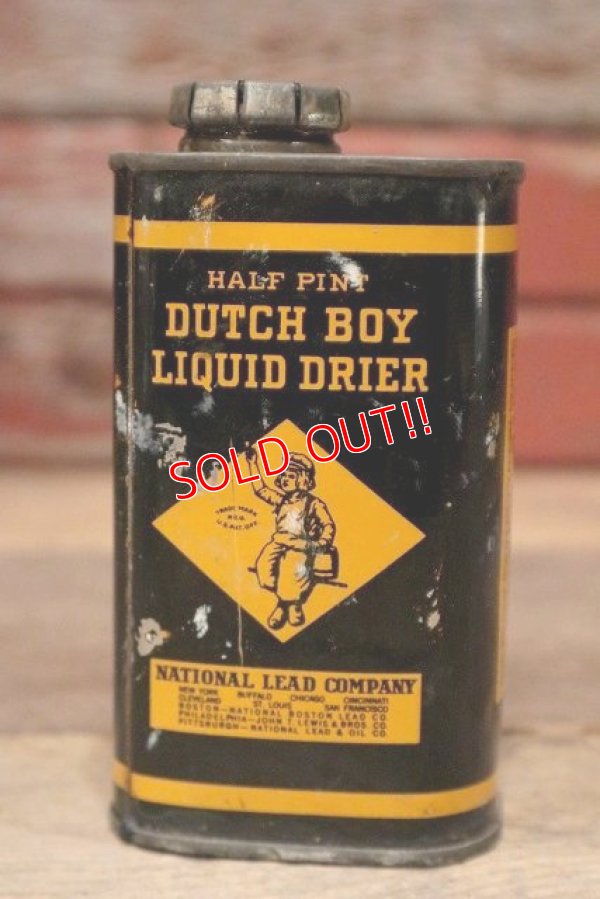 HALF PINT
DUTCH BOY
LIQUID DRIER
SOLD OUT!!
TRADE MARK
REG.
U.S. PAT. OFF.
NATIONAL LEAD COMPANY
NEW YORK BUFFALO CHICAGO CINCINNATI
CLEVELAND ST. LOUIS SAN FRANCISCO
BOSTON—NATIONAL BOSTON LEAD CO.
PHILADELPHIA—JOHN T. LEWIS & BROS. CO.
PITTSBURGH—NATIONAL LEAD & OIL CO.